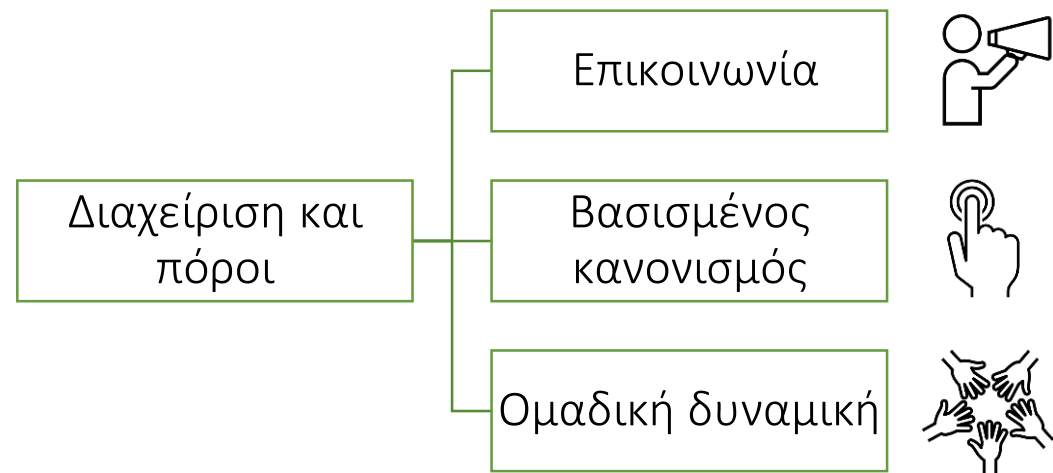 Επικοινωνία
Διαχείριση και
πόροι
Βασισμένος
κανονισμός
Ομαδική δυναμική